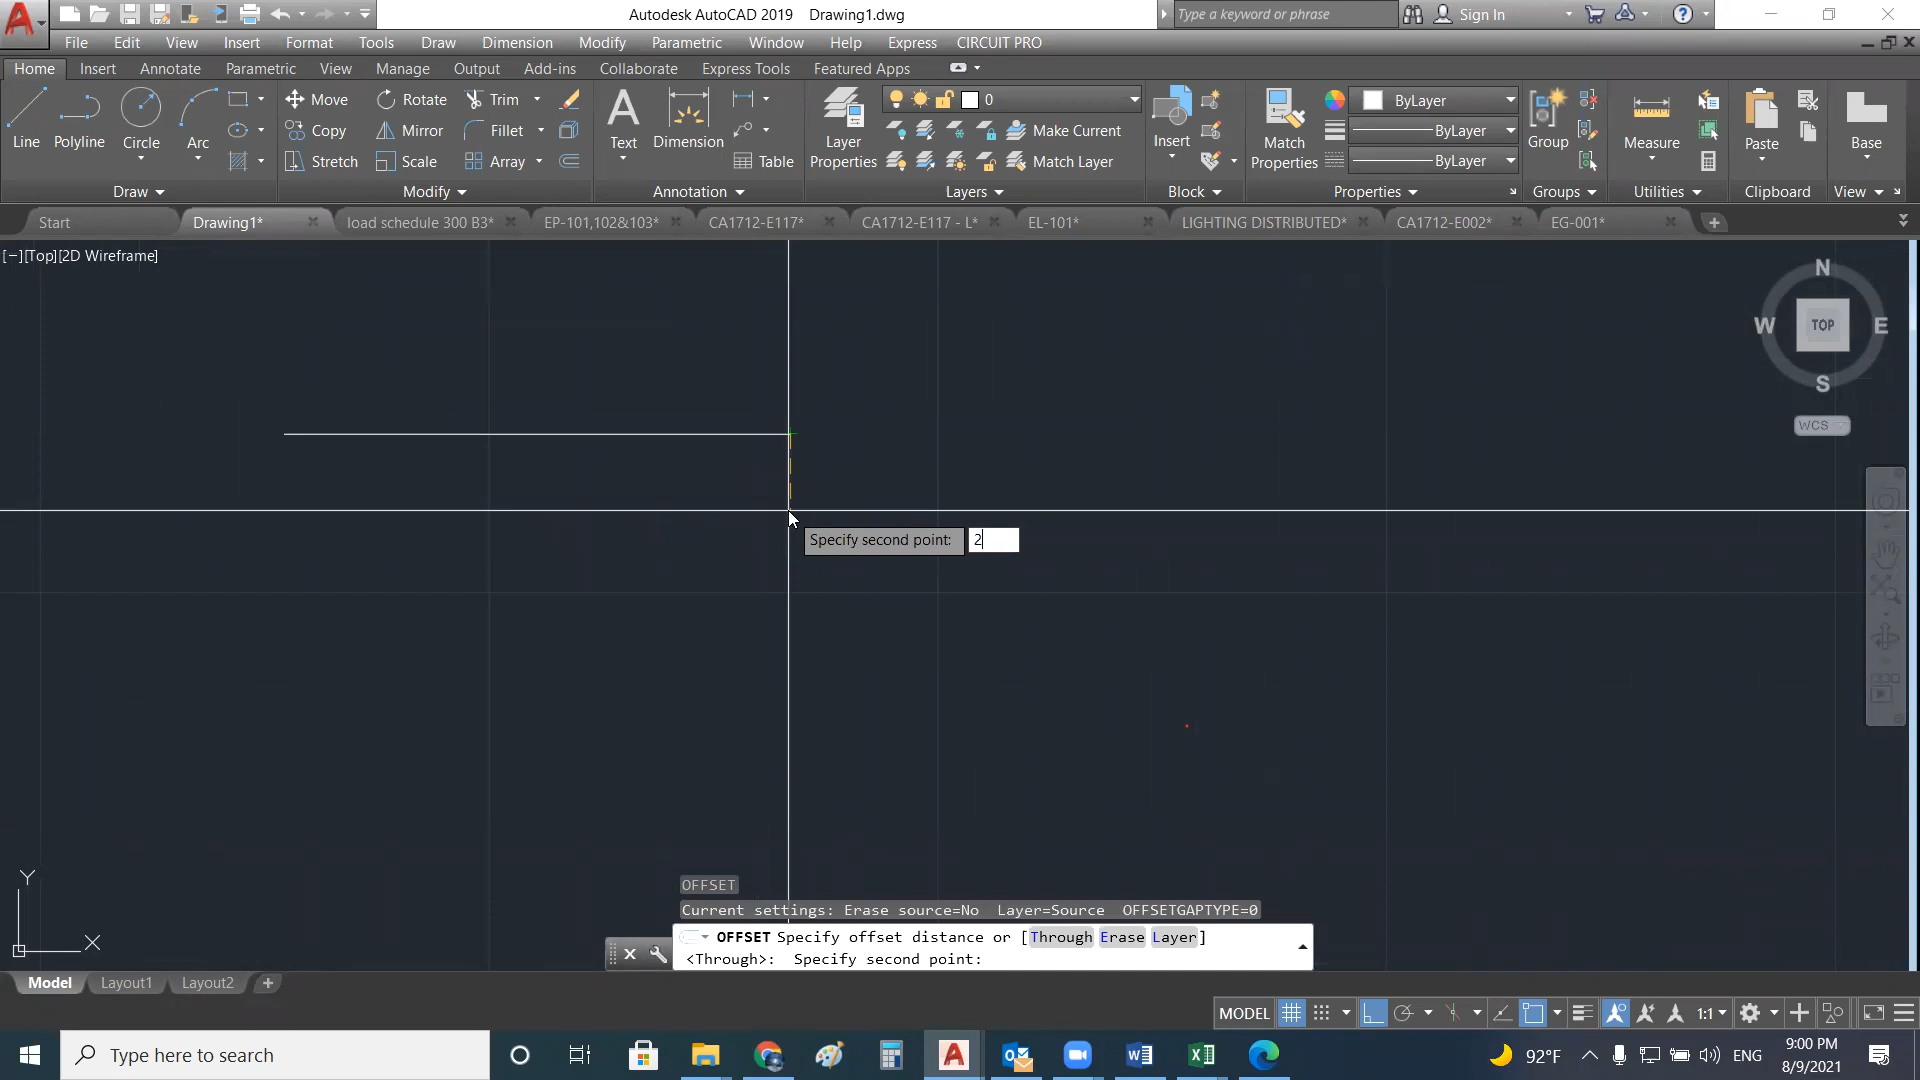 Autodesk AutoCAD 2019 Drawing1.dwg
Type a keyword or phrase
Sign In
File Edit View Insert Format Tools Draw Dimension Modify Parametric Window Help Express CIRCUIT PRO
Home Insert Annotate Parametric View Manage Output Add-ins Collaborate Express Tools Featured Apps
Line Polyline Circle Arc
Move Rotate Trim
Copy Mirror Fillet
Stretch Scale Array
Text Dimension Table
Layer Properties
0
Make Current
Match Layer
Insert
Match Properties
ByLayer
ByLayer
ByLayer
Group
Measure
Paste
Base
Draw Modify Annotation Layers Block Properties Groups Utilities Clipboard View
Start Drawing1* load schedule 300 B3* EP-101,102&103* CA1712-E117* CA1712-E117 - L* EL-101* LIGHTING DISTRIBUTED* CA1712-E002* EG-001*
[−][Top][2D Wireframe]
N
W TOP E
S
WCS
Specify second point: 2
Y
X
OFFSET
Current settings: Erase source=No Layer=Source OFFSETGAPTYPE=0
OFFSET Specify offset distance or [Through Erase Layer]
<Through>: Specify second point:
Model Layout1 Layout2
MODEL 1:1
Type here to search
92°F ENG
9:00 PM
8/9/2021